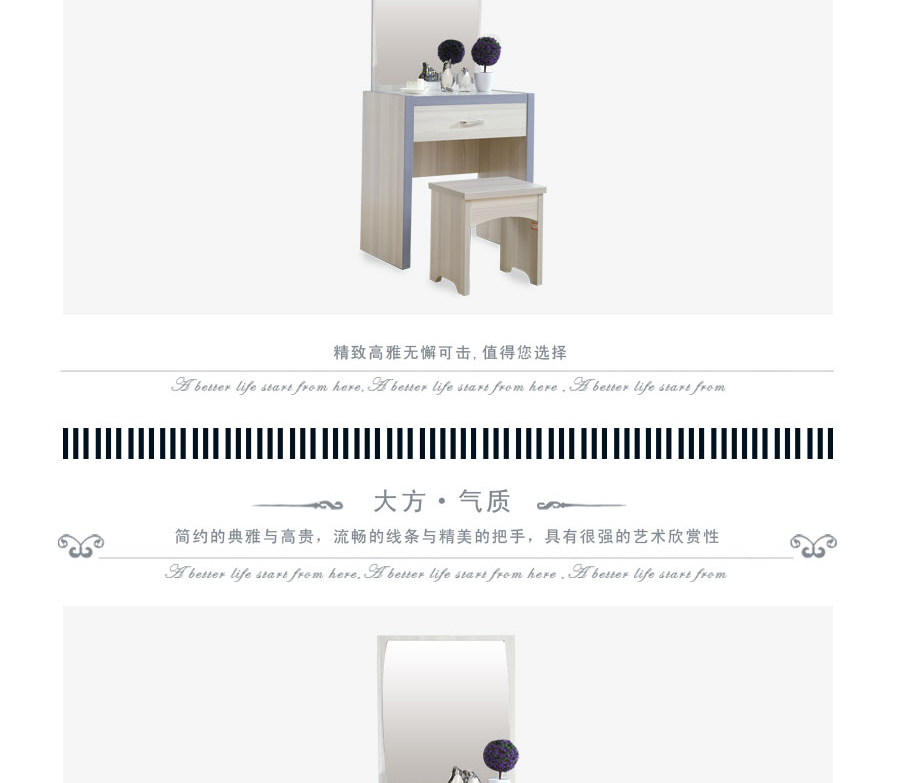 精致高雅无懈可击,值得您选择
A better life start from here.A better life start from here .A better life start from
大方·气质
简约的典雅与高贵，流畅的线条与精美的把手，具有很强的艺术欣赏性
A better life start from here.A better life start from here .A better life start from